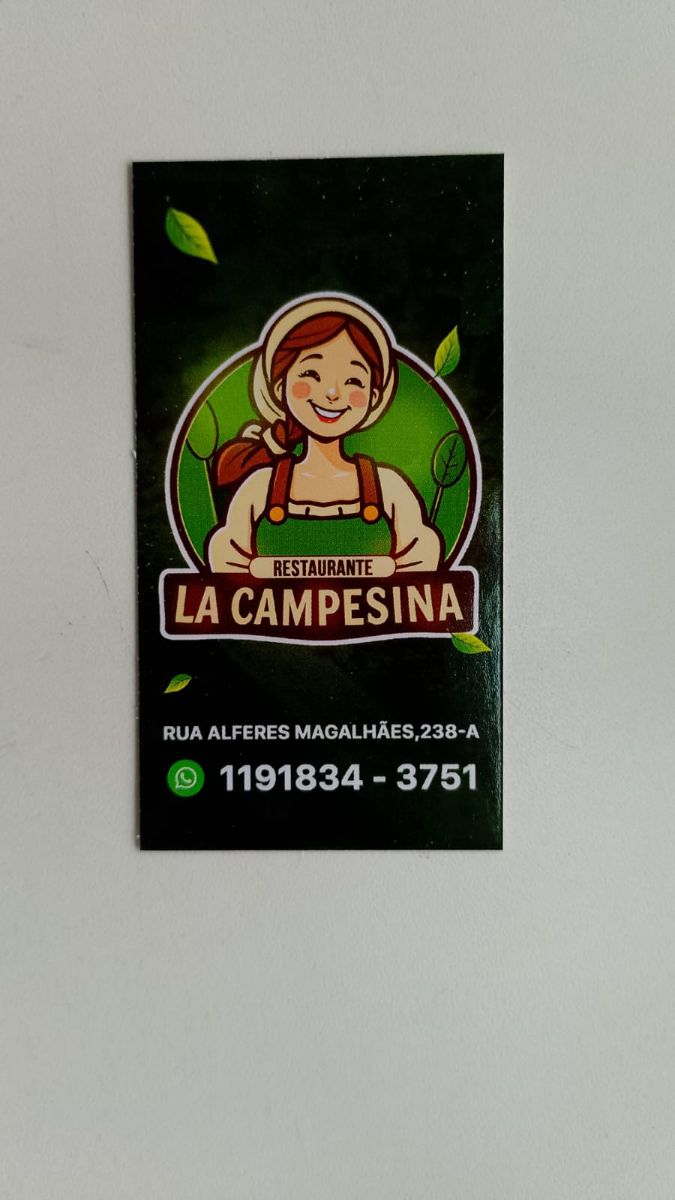 RESTAURANTE
LA CAMPESINA
RUA ALFERES MAGALHÃES,238-A
1191834 - 3751